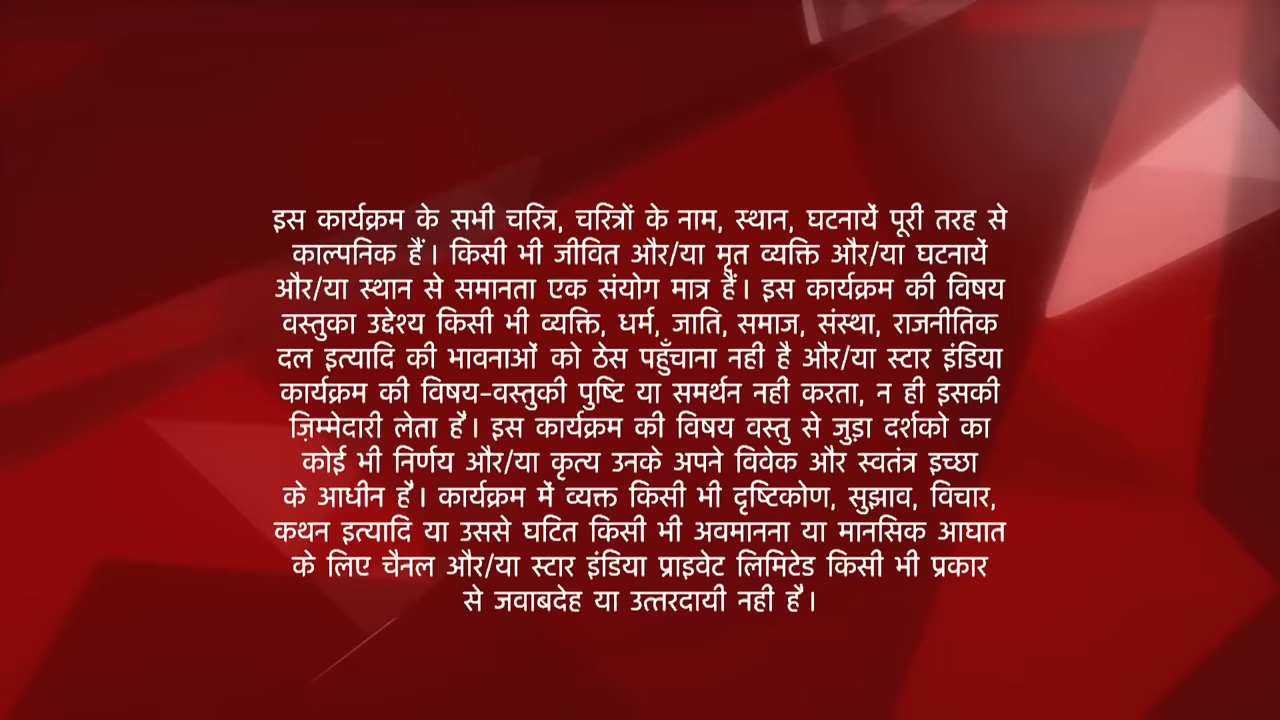 इस कार्यक्रम के सभी चरित्र, चरित्रों के नाम, स्थान, घटनायें पूरी तरह से
काल्पनिक हैं। किसी भी जीवित और/या मृत व्यक्ति और/या घटनायें
और/या स्थान से समानता एक संयोग मात्र हैं। इस कार्यक्रम की विषय
वस्तुका उद्देश्य किसी भी व्यक्ति, धर्म, जाति, समाज, संस्था, राजनीतिक
दल इत्यादि की भावनाओं को ठेस पहुँचाना नही है और/या स्टार इंडिया
कार्यक्रम की विषय-वस्तुकी पुष्टि या समर्थन नही करता, न ही इसकी
ज़िम्मेदारी लेता हैं। इस कार्यक्रम की विषय वस्तु से जुड़ा दर्शको का
कोई भी निर्णय और/या कृत्य उनके अपने विवेक और स्वतंत्र इच्छा
के आधीन हैं। कार्यक्रम में व्यक्त किसी भी दृष्टिकोण, सुझाव, विचार,
कथन इत्यादि या उससे घटित किसी भी अवमानना या मानसिक आघात
के लिए चैनल और/या स्टार इंडिया प्राइवेट लिमिटेड किसी भी प्रकार
से जवाबदेह या उत्तरदायी नही हैं।